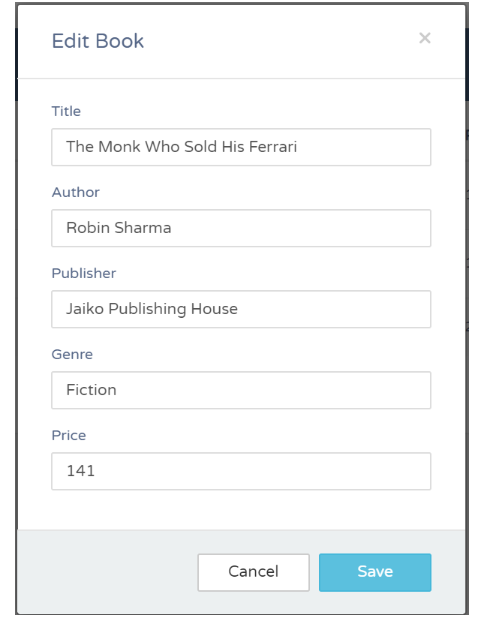 Edit Book
×
Title
The Monk Who Sold His Ferrari
Author
Robin Sharma
Publisher
Jaiko Publishing House
Genre
Fiction
Price
141
Cancel
Save